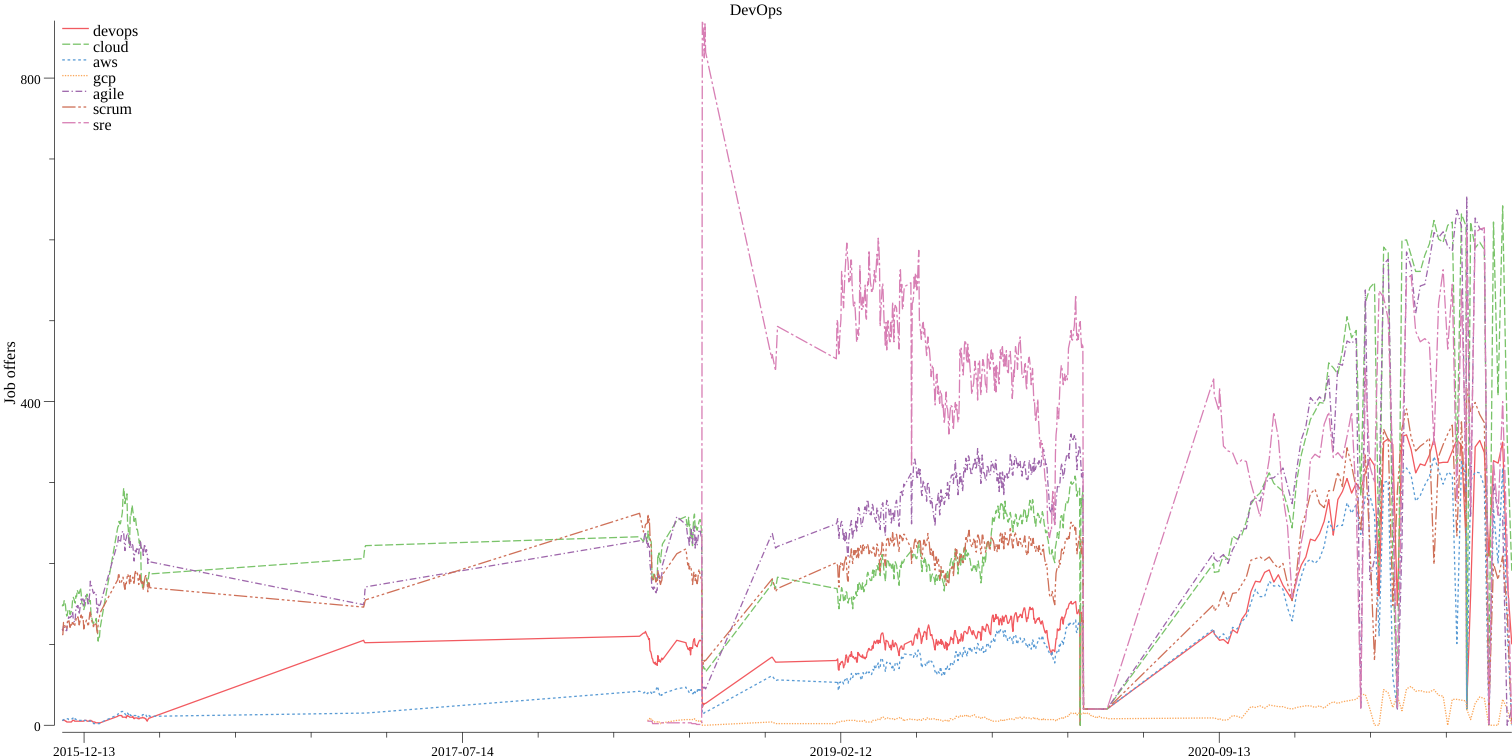 DevOps
devops
cloud
aws
gcp
agile
scrum
sre
800
400
0
Job offers
2015-12-13
2017-07-14
2019-02-12
2020-09-13